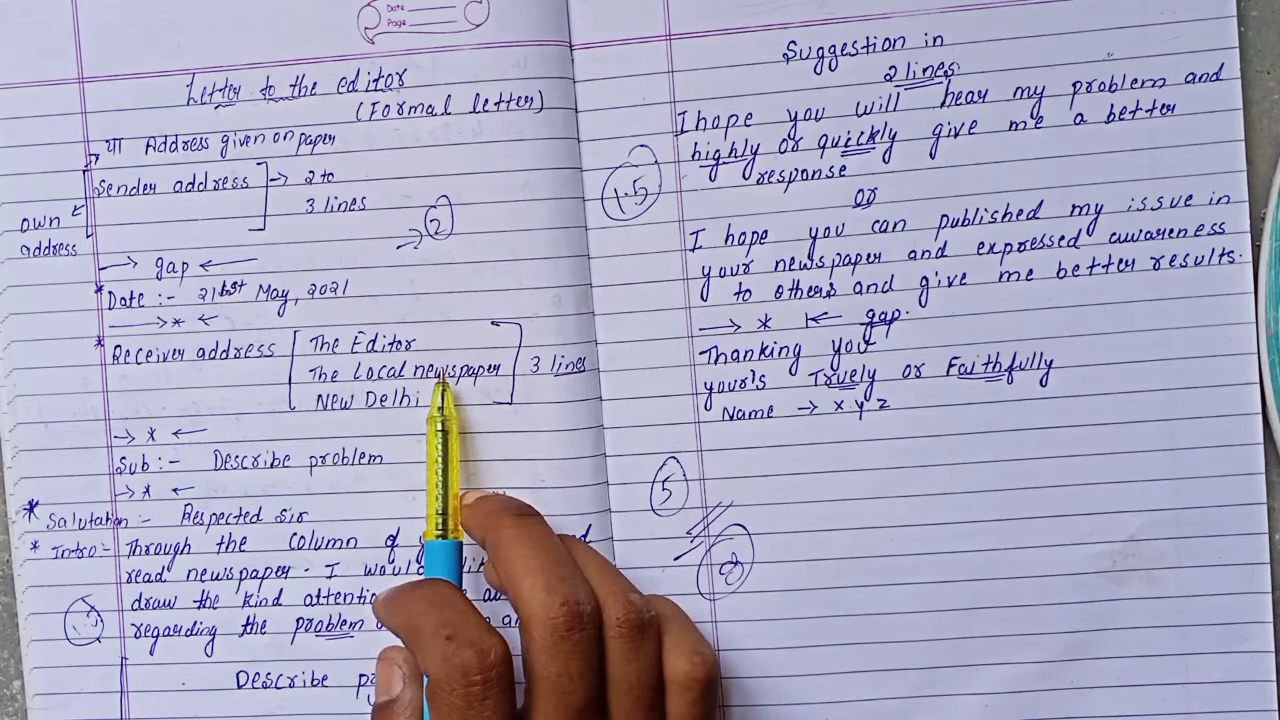 Date
Page
Letter to the editor
(Formal letter)
या Address given on paper
Sender address → 2 to
3 lines
own
address
→ 2
→ gap ←
* Date :- 21st May, 2021
→ * ←
* Receiver address [ The Editor
The Local newspaper
New Delhi ] 3 lines
→ * ←
Sub :- Describe problem
→ * ←
* Salutation :- Respected Sir
* Intro :- Through the column of
read newspaper. I would
draw the kind
regarding the problem
Describe
Suggestion in
2 lines
I hope you will hear my problem and
highly or quickly give me a better
response
1.5
or
I hope you can published my issue in
your newspaper and expressed awareness
to others and give me better results.
→ * ← gap.
Thanking you
your's Truely or Faithfully
Name → x y z
5
8